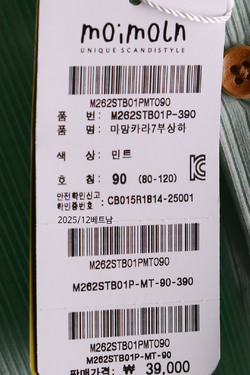 moimoln
UNIQUE SCANDISTYLE
M262STB01PMT090
품 번: M262STB01P-390
품 명: 마망카라7부상하
색 상: 민트
호 칭: 90 (80-120)
안전확인신고
확인증번호 : CB015R1814-25001
2025/12베트남
M262STB01PMT090
M262STB01P-MT-90-390
M262STB01PMT090
M262STB01P-MT-90
판매가격: ₩ 39,000